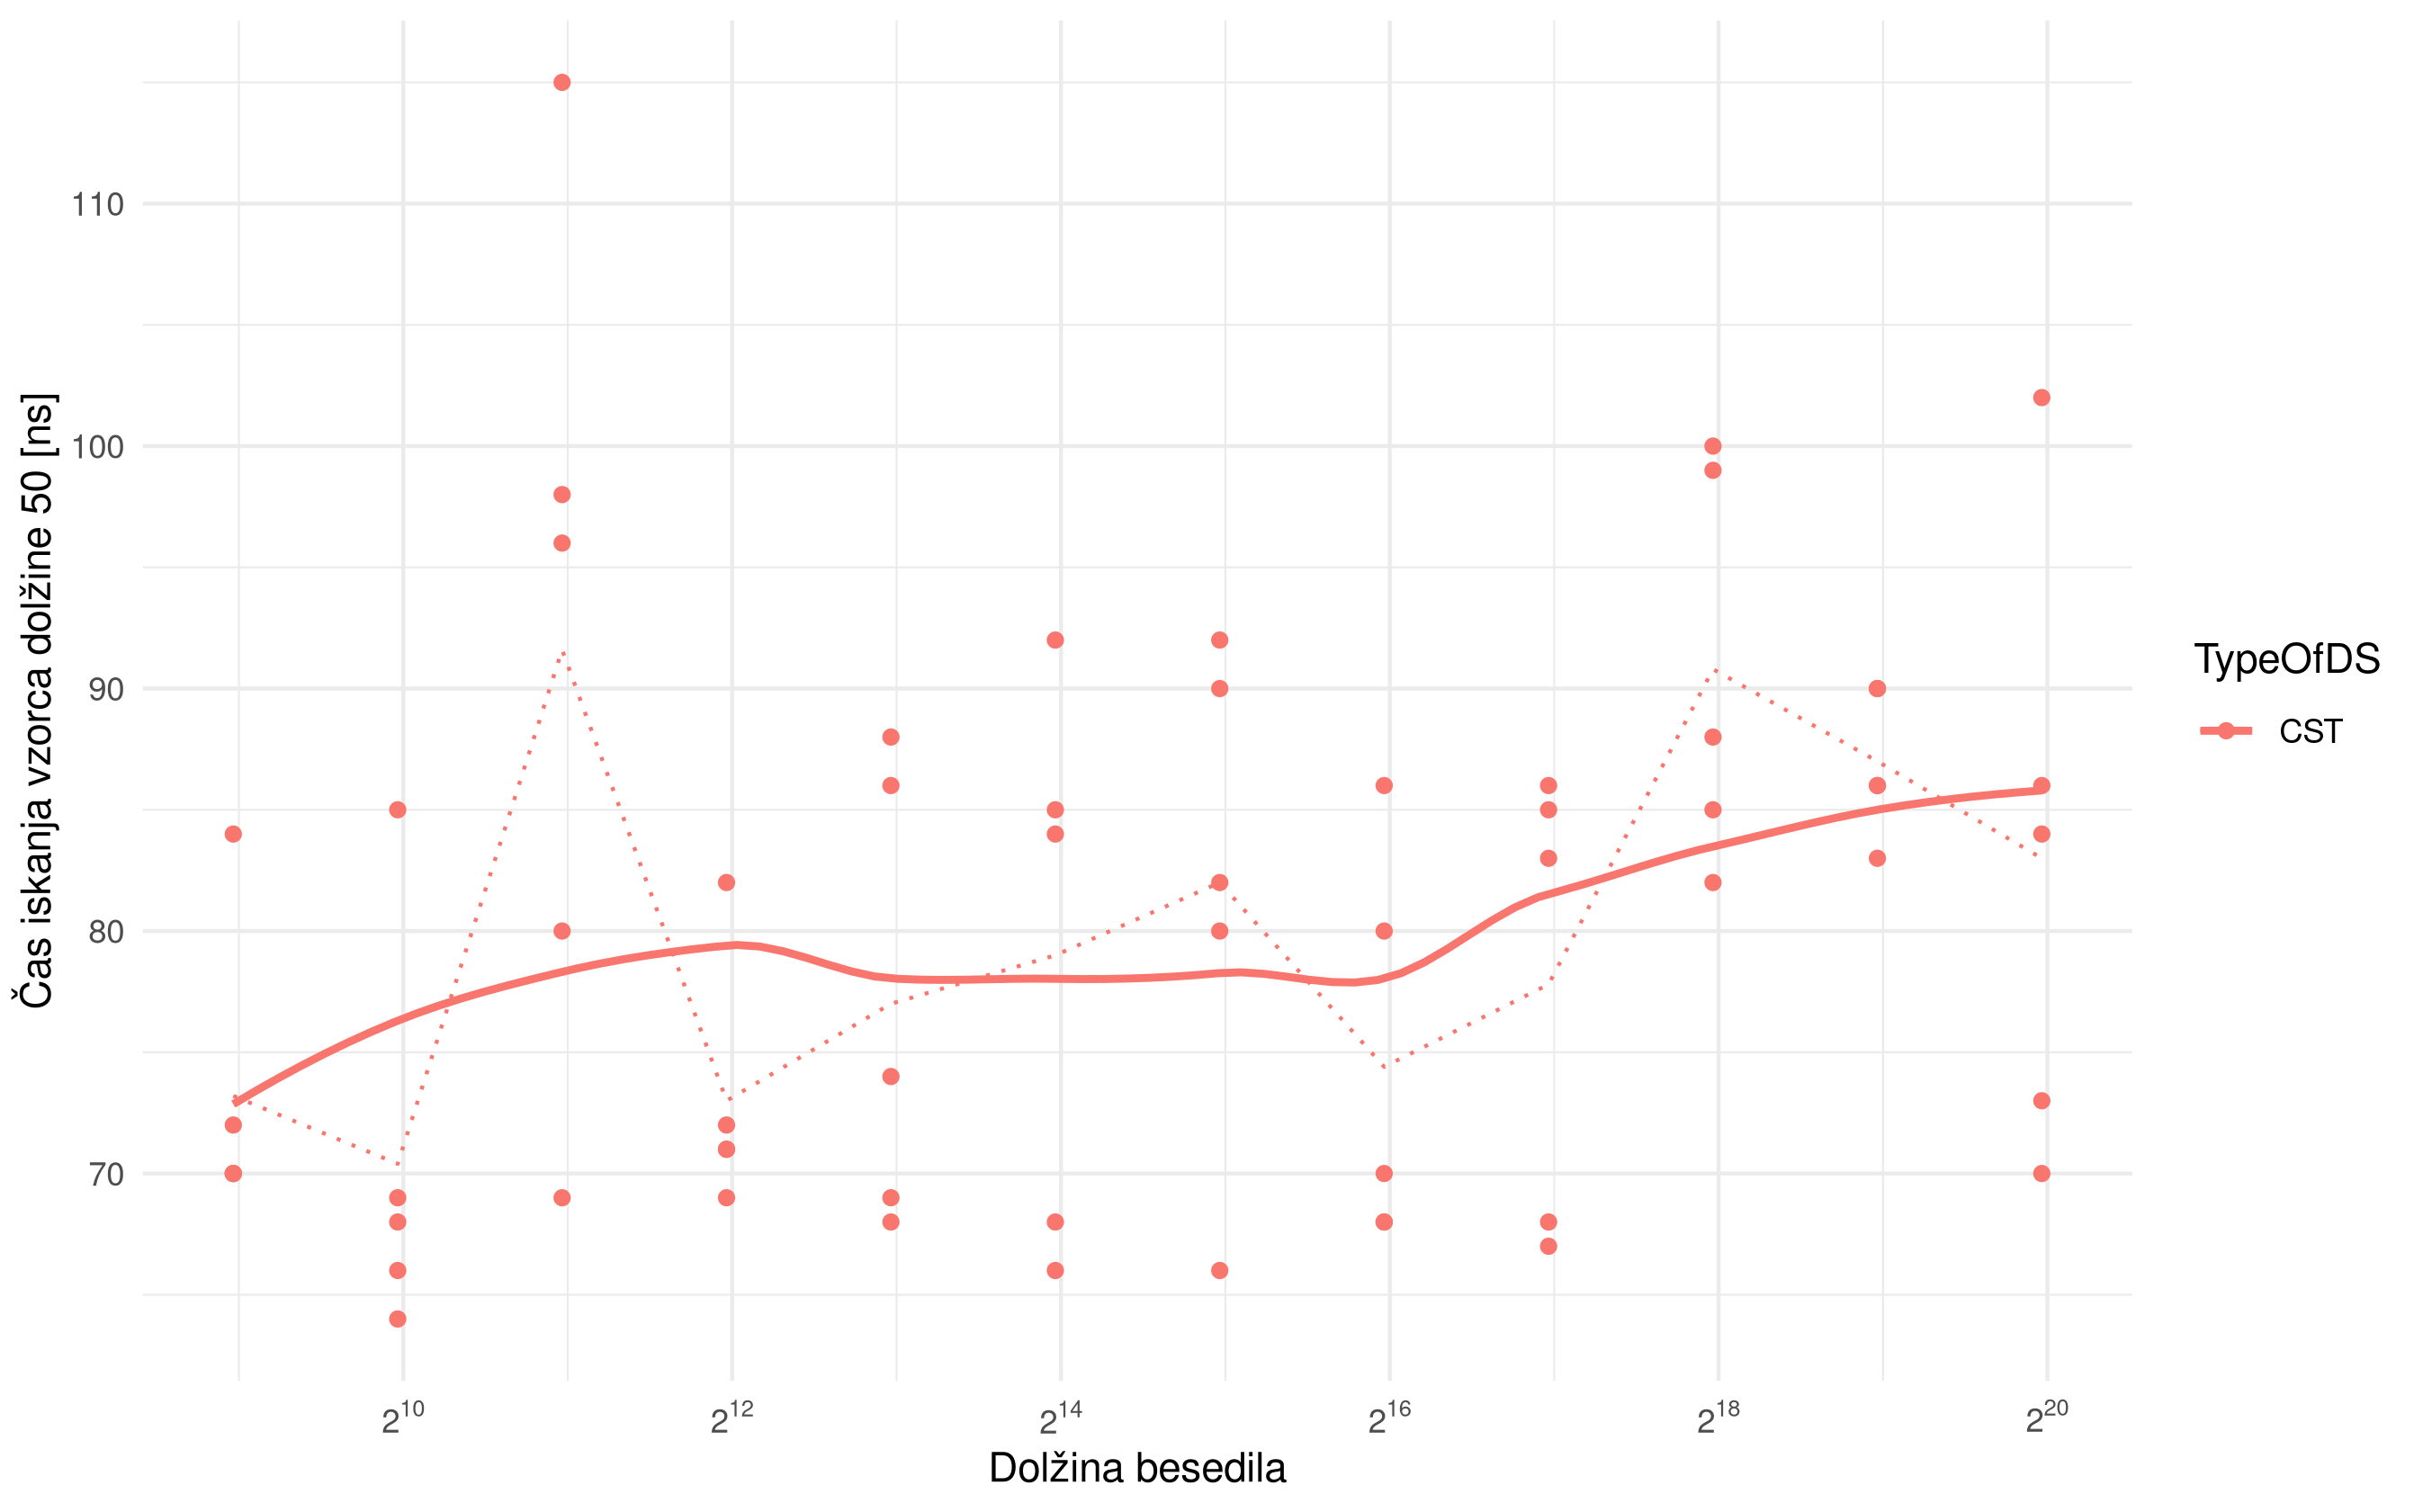 Čas iskanja vzorca dolžine 50 [ns]
110
100
90
80
70
2^10
2^12
2^14
2^16
2^18
2^20
Dolžina besedila
TypeOfDS
CST